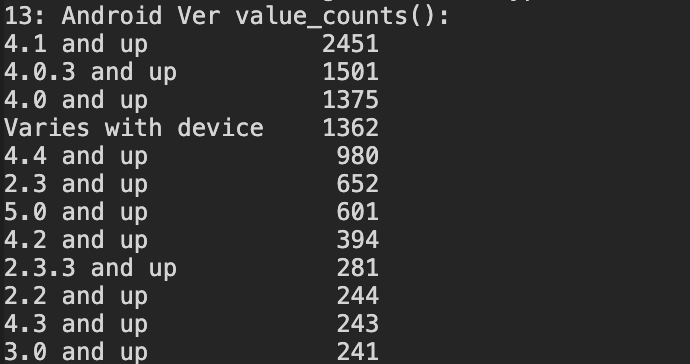 13: Android Ver value_counts():
4.1 and up            2451
4.0.3 and up          1501
4.0 and up            1375
Varies with device    1362
4.4 and up             980
2.3 and up             652
5.0 and up             601
4.2 and up             394
2.3.3 and up           281
2.2 and up             244
4.3 and up             243
3.0 and up             241